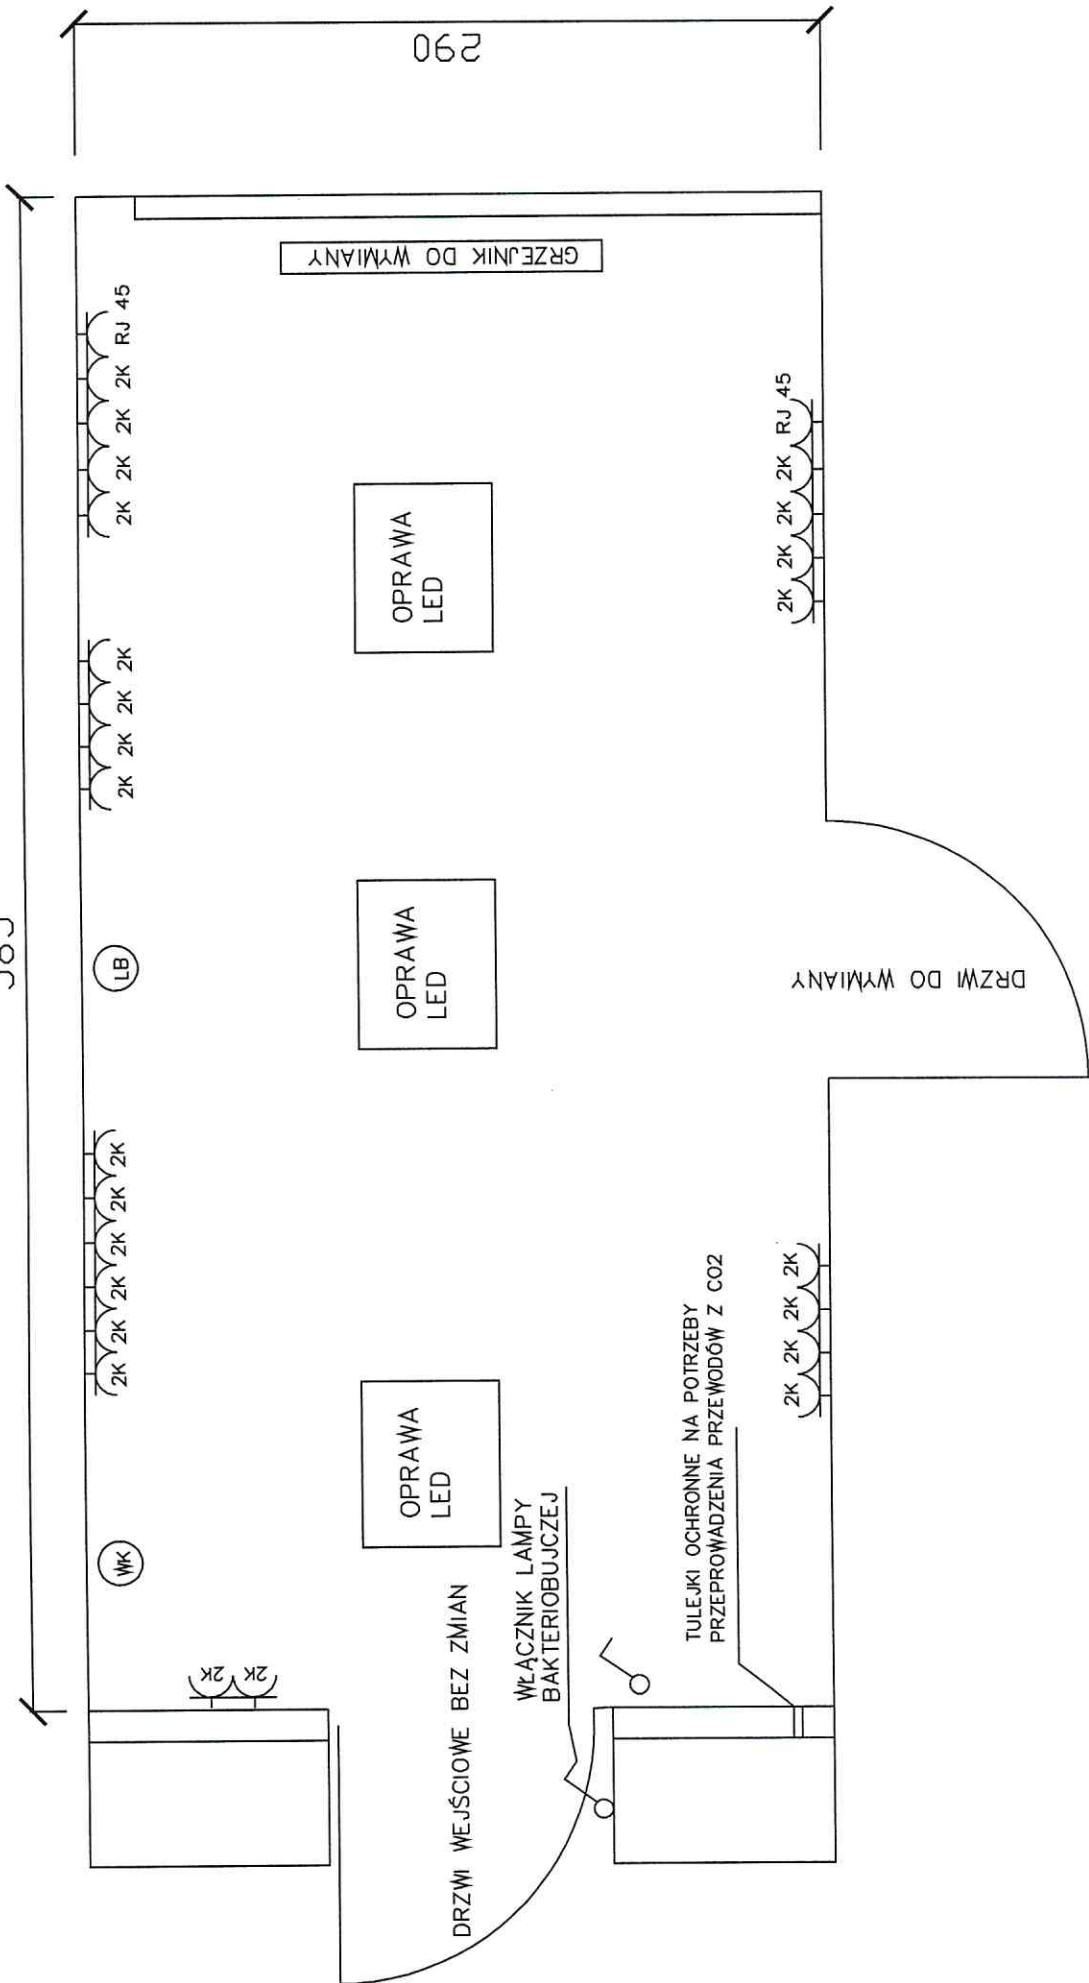 290
GRZEJNIK DO WYMIANY
2K 2K 2K 2K RJ 45
2K 2K 2K 2K
LB
2K 2K 2K 2K 2K 2K
WK
2K 2K
OPRAWA
LED
OPRAWA
LED
OPRAWA
LED
2K 2K 2K 2K RJ 45
DRZWI DO WYMIANY
2K 2K 2K 2K
DRZWI WEJŚCIOWE BEZ ZMIAN
WŁĄCZNIK LAMPY
BAKTERIOBUJCZEJ
TULEJKI OCHRONNE NA POTRZEBY
PRZEPROWADZENIA PRZEWODÓW Z CO2